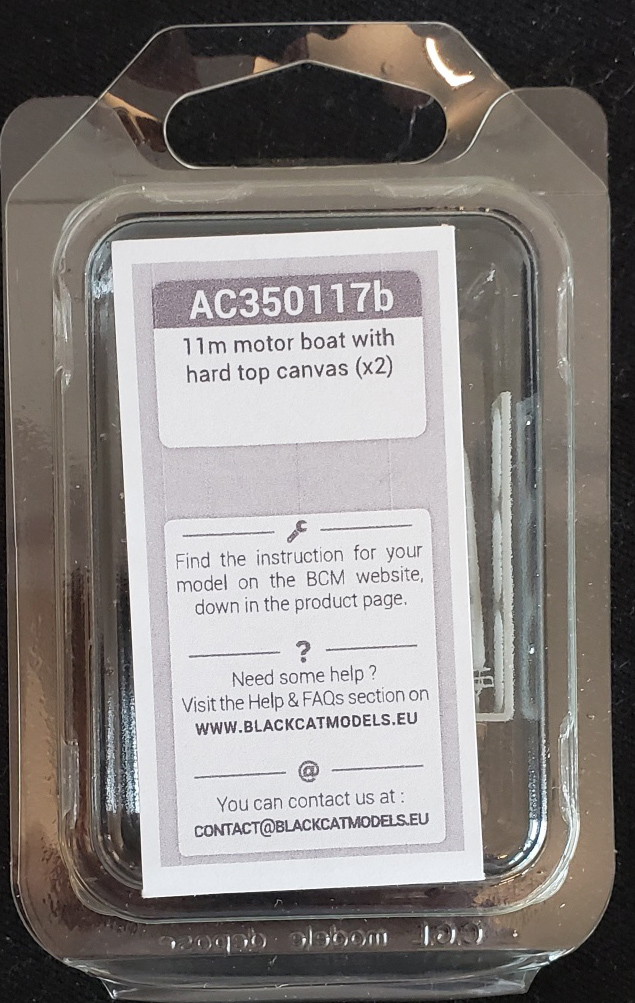 AC350117b
11m motor boat with
hard top canvas (x2)
Find the instruction for your
model on the BCM website,
down in the product page.
?
Need some help ?
Visit the Help & FAQs section on
WWW.BLACKCATMODELS.EU
@
You can contact us at :
CONTACT@BLACKCATMODELS.EU